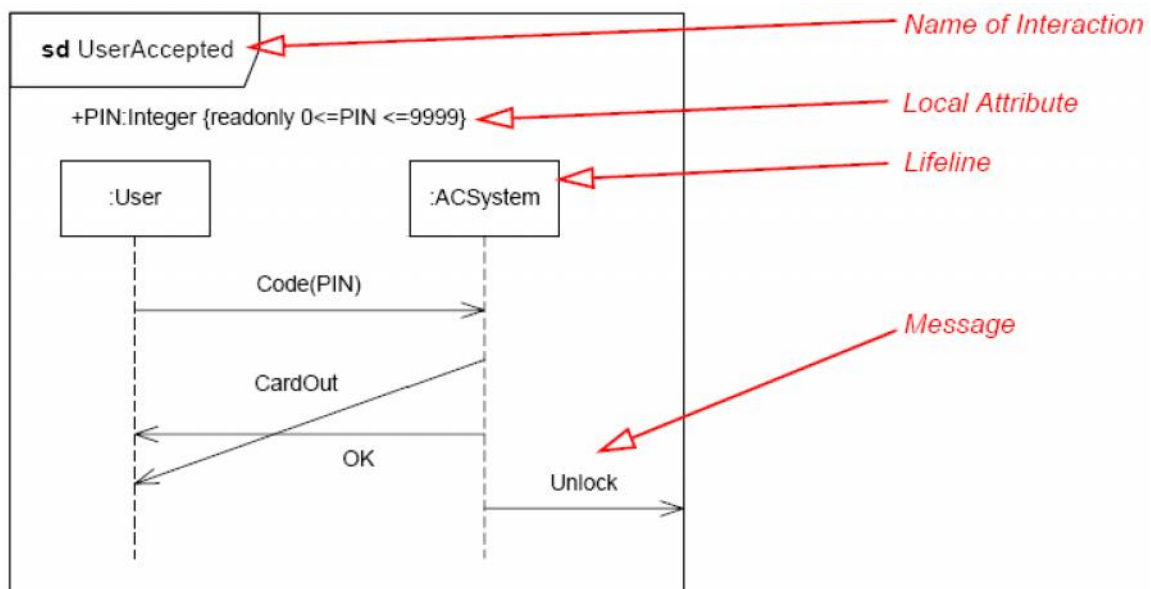 Name of Interaction
sd UserAccepted
Local Attribute
+PIN:Integer {readonly 0<=PIN <=9999}
Lifeline
:User
:ACSystem
Code(PIN)
Message
CardOut
OK
Unlock